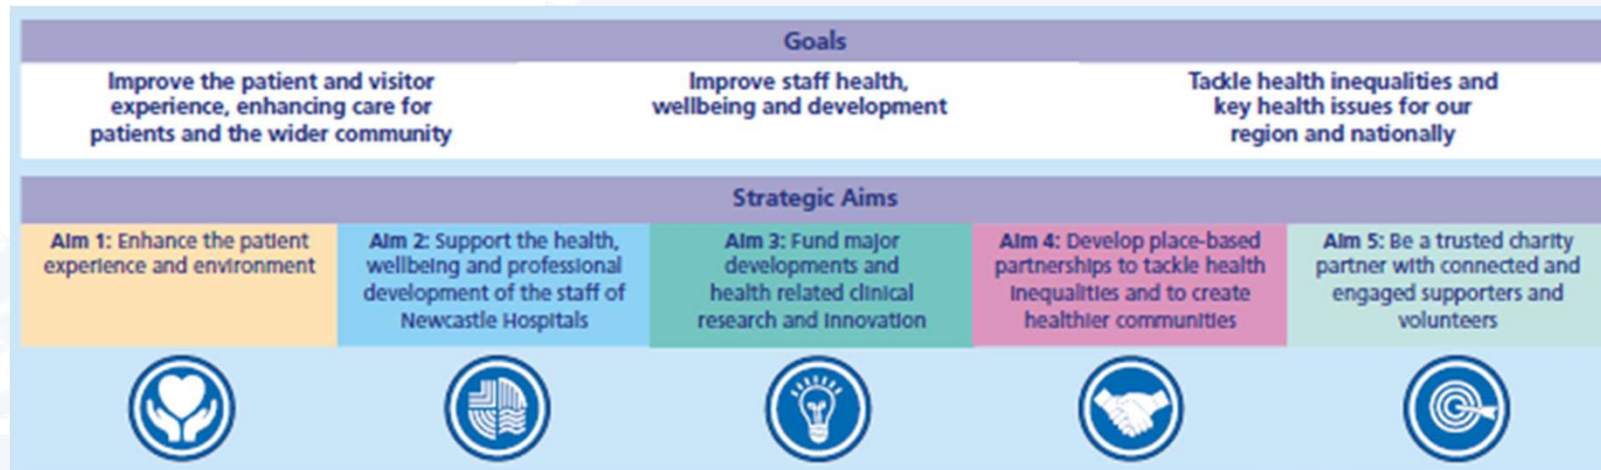 Goals
Improve the patient and visitor
experience, enhancing care for
patients and the wider community
Improve staff health,
wellbeing and development
Tackle health inequalities and
key health issues for our
region and nationally
Strategic Aims
Aim 1: Enhance the patient
experience and environment
Aim 2: Support the health,
wellbeing and professional
development of the staff of
Newcastle Hospitals
Aim 3: Fund major
developments and
health related clinical
research and innovation
Aim 4: Develop place-based
partnerships to tackle health
inequalities and to create
healthier communities
Aim 5: Be a trusted charity
partner with connected and
engaged supporters and
volunteers